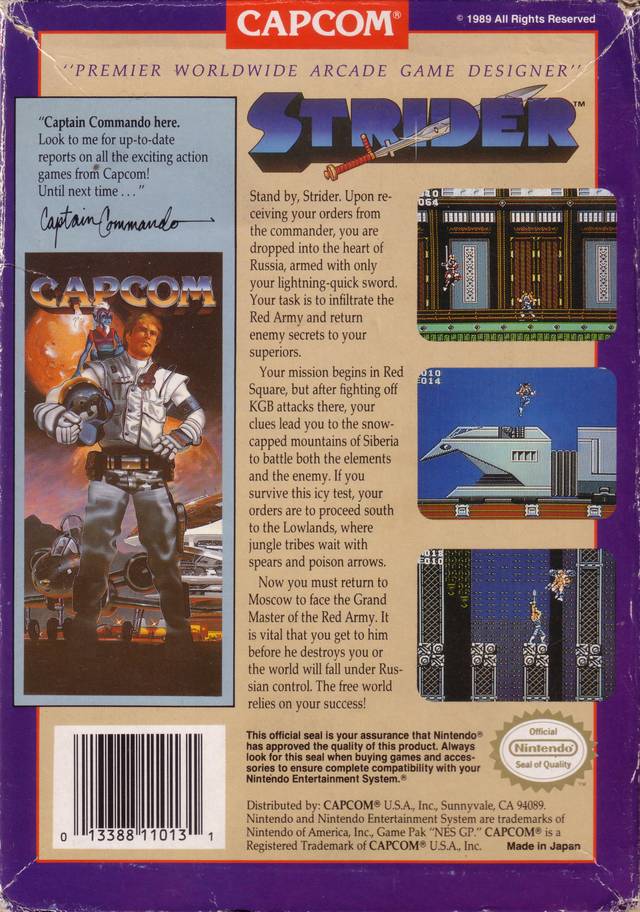 CAPCOM®
© 1989 All Rights Reserved
"PREMIER WORLDWIDE ARCADE GAME DESIGNER"
"Captain Commando here.
Look to me for up-to-date
reports on all the exciting action
games from Capcom!
Until next time . . ."
Captain Commando
CAPCOM
STRIDER™
Stand by, Strider. Upon re-
ceiving your orders from
the commander, you are
dropped into the heart of
Russia, armed with only
your lightning-quick sword.
Your task is to infiltrate the
Red Army and return
enemy secrets to your
superiors.
Your mission begins in Red
Square, but after fighting off
KGB attacks there, your
clues lead you to the snow-
capped mountains of Siberia
to battle both the elements
and the enemy. If you
survive this icy test, your
orders are to proceed south
to the Lowlands, where
jungle tribes wait with
spears and poison arrows.
Now you must return to
Moscow to face the Grand
Master of the Red Army. It
is vital that you get to him
before he destroys you or
the world will fall under Rus-
sian control. The free world
relies on your success!
10
064
010
014
018
010
0 13388 11013 1
This official seal is your assurance that Nintendo®
has approved the quality of this product. Always
look for this seal when buying games and acces-
sories to ensure complete compatibility with your
Nintendo Entertainment System.®
Official
Nintendo®
Seal of Quality
™
Distributed by: CAPCOM® U.S.A., Inc., Sunnyvale, CA 94089.
Nintendo and Nintendo Entertainment System are trademarks of
Nintendo of America, Inc., Game Pak "NES GP." CAPCOM® is a
Registered Trademark of CAPCOM® U.S.A., Inc. Made in Japan